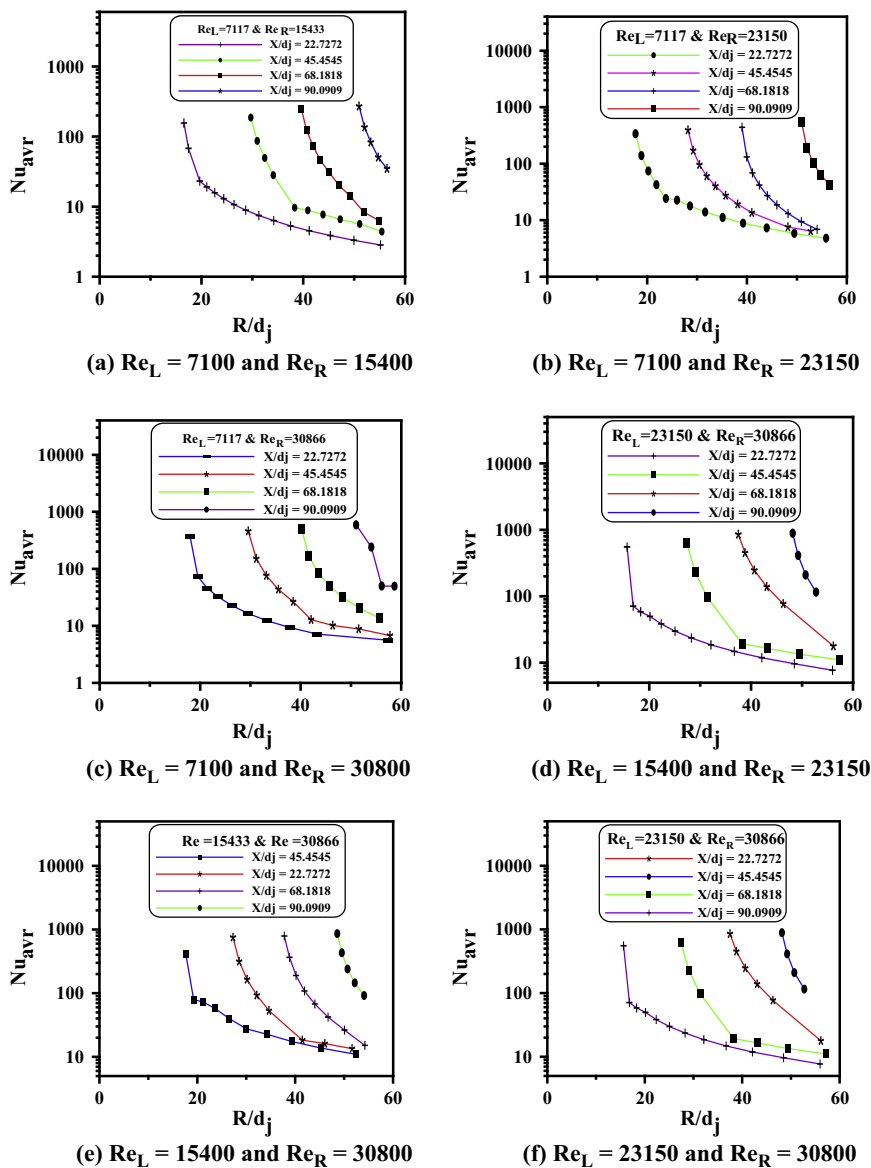 Re_L=7117 & Re_R=15433
X/dj = 22.7272
X/dj = 45.4545
X/dj = 68.1818
X/dj = 90.0909
1000
100
10
1
Nu_avr
0 20 40 60
R/d_j
(a) Re_L = 7100 and Re_R = 15400
Re_L=7117 & Re_R=23150
X/dj = 22.7272
X/dj = 45.4545
X/dj =68.1818
X/dj = 90.0909
10000
1000
100
10
1
Nu_avr
0 20 40 60
R/d_j
(b) Re_L = 7100 and Re_R = 23150
Re_L=7117 & Re_R=30866
X/dj = 22.7272
X/dj = 45.4545
X/dj = 68.1818
X/dj = 90.0909
10000
1000
100
10
1
Nu_avr
0 20 40 60
R/d_j
(c) Re_L = 7100 and Re_R = 30800
Re_L=23150 & Re_R=30866
X/dj = 22.7272
X/dj = 45.4545
X/dj = 68.1818
X/dj = 90.0909
10000
1000
100
10
Nu_avr
0 20 40 60
R/d_j
(d) Re_L = 15400 and Re_R = 23150
Re =15433 & Re =30866
X/dj = 45.4545
X/dj = 22.7272
X/dj = 68.1818
X/dj = 90.0909
10000
1000
100
10
Nu_avr
0 20 40 60
R/d_j
(e) Re_L = 15400 and Re_R = 30800
Re_L=23150 & Re_R=30866
X/dj = 22.7272
X/dj = 45.4545
X/dj = 68.1818
X/dj = 90.0909
10000
1000
100
10
Nu_avr
0 20 40 60
R/d_j
(f) Re_L = 23150 and Re_R = 30800